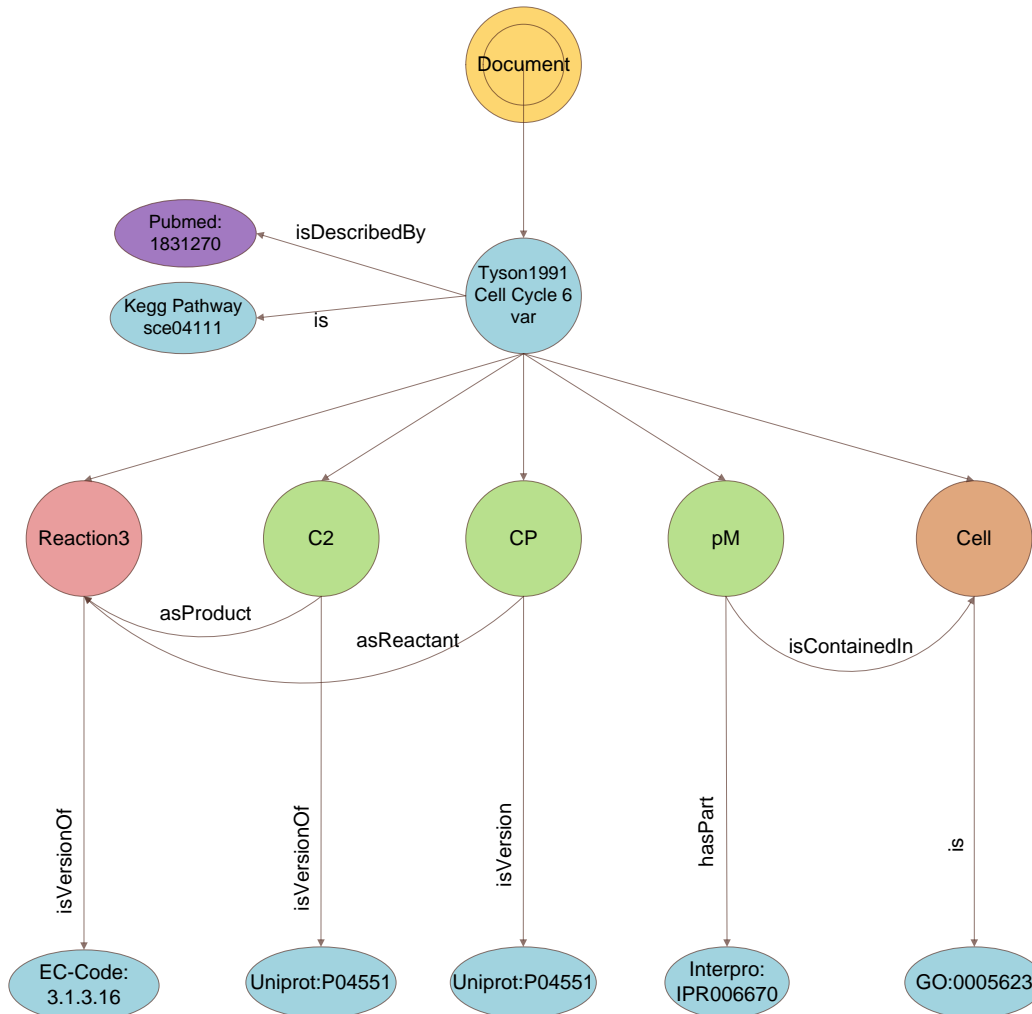 Document
Pubmed:
1831270
isDescribedBy
Tyson1991
Cell Cycle 6
var
Kegg Pathway
sce04111
is
Reaction3
C2
CP
pM
Cell
asProduct
asReactant
isContainedIn
isVersionOf
isVersionOf
isVersion
hasPart
is
EC-Code:
3.1.3.16
Uniprot:P04551
Uniprot:P04551
Interpro:
IPR006670
GO:0005623